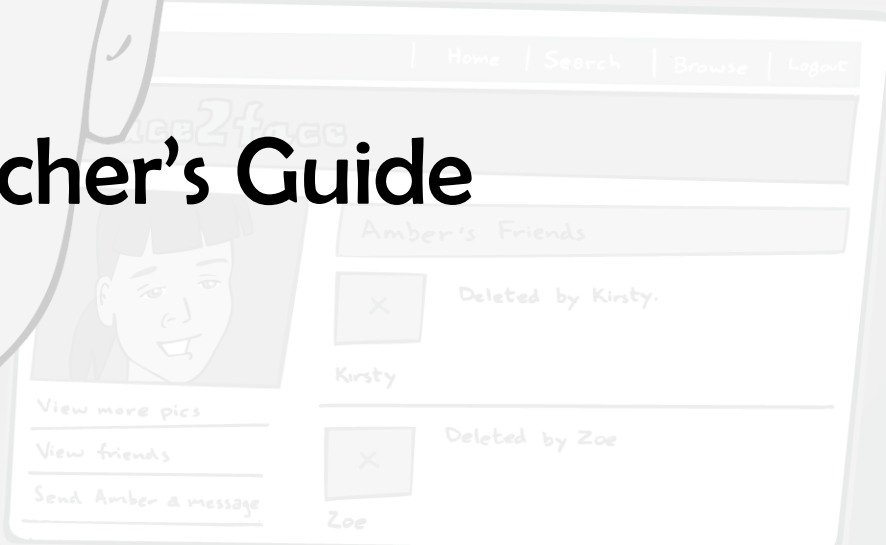 Home | Search | Browse | Logout
ace2face
cher's Guide
Amber's Friends
Deleted by Kirsty.
Kirsty
View more pics
Deleted by Zoe
View friends
Send Amber a message
Zoe